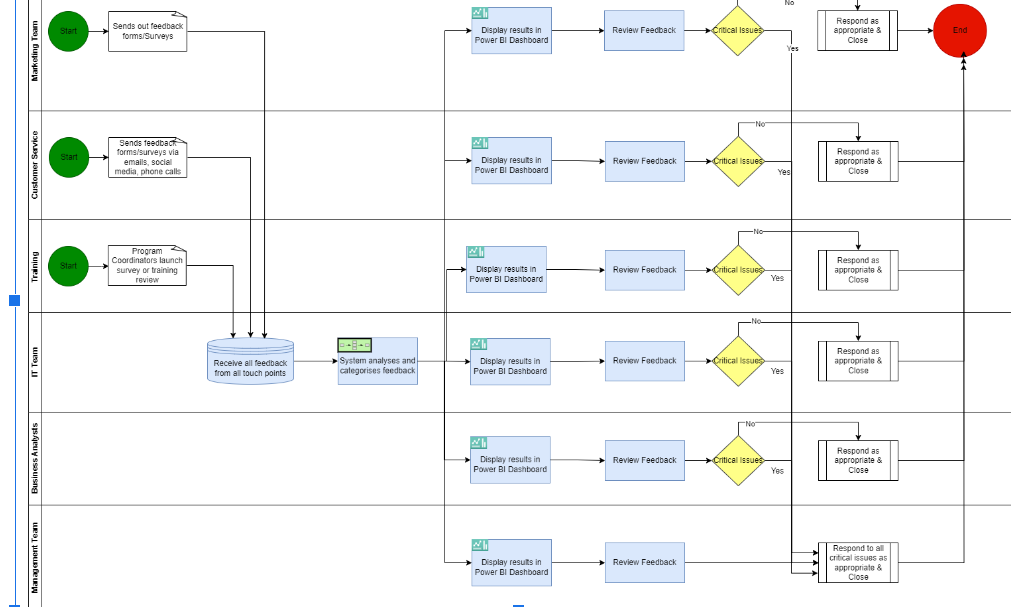 Marketing Team
Start
Sends out feedback
forms/Surveys
Display results in
Power BI Dashboard
Review Feedback
Critical Issues
No
Yes
Respond as
appropriate &
Close
End
Customer Service
Start
Sends feedback
forms/surveys via
emails, social
media, phone calls
Display results in
Power BI Dashboard
Review Feedback
Critical Issues
No
Yes
Respond as
appropriate &
Close
Training
Start
Program
Coordinators launch
survey or training
review
Display results in
Power BI Dashboard
Review Feedback
Critical Issues
No
Yes
Respond as
appropriate &
Close
IT Team
Receive all feedback
from all touch points
System analyses and
categorises feedback
Display results in
Power BI Dashboard
Review Feedback
Critical Issues
No
Yes
Respond as
appropriate &
Close
Business Analysts
Display results in
Power BI Dashboard
Review Feedback
Critical Issues
No
Yes
Respond as
appropriate &
Close
Management Team
Display results in
Power BI Dashboard
Review Feedback
Respond to all
critical issues as
appropriate &
Close